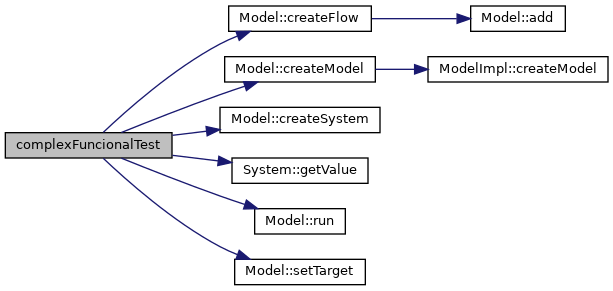 complexFuncionalTest
Model::createFlow
Model::add
Model::createModel
ModelImpl::createModel
Model::createSystem
System::getValue
Model::run
Model::setTarget